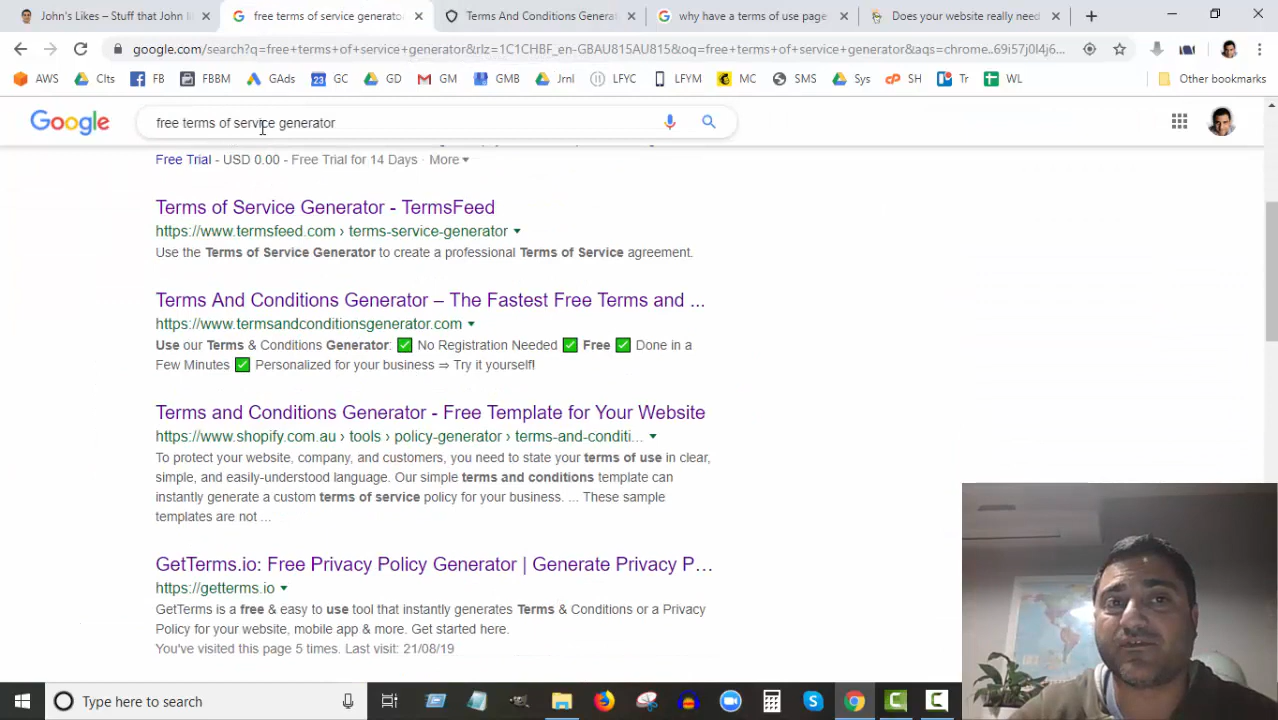 John's Likes – Stuff that John lik
free terms of service generator
Terms And Conditions Generat
why have a terms of use page
Does your website really need
google.com/search?q=free+terms+of+service+generator&rlz=1C1CHBF_en-GBAU815AU815&oq=free+terms+of+service+generator&aqs=chrome..69i57j0l4j6...
AWS
Clts
FB
FBBM
GAds
GC
GD
GM
GMB
Jrnl
LFYC
LFYM
MC
SMS
Sys
SH
Tr
WL
Other bookmarks
Google
free terms of service generator
Free Trial - USD 0.00 - Free Trial for 14 Days · More
Terms of Service Generator - TermsFeed
https://www.termsfeed.com › terms-service-generator
Use the Terms of Service Generator to create a professional Terms of Service agreement.
Terms And Conditions Generator – The Fastest Free Terms and ...
https://www.termsandconditionsgenerator.com
Use our Terms & Conditions Generator: ✅ No Registration Needed ✅ Free ✅ Done in a
Few Minutes ✅ Personalized for your business ⇒ Try it yourself!
Terms and Conditions Generator - Free Template for Your Website
https://www.shopify.com.au › tools › policy-generator › terms-and-conditi...
To protect your website, company, and customers, you need to state your terms of use in clear,
simple, and easily-understood language. Our simple terms and conditions template can
instantly generate a custom terms of service policy for your business. ... These sample
templates are not ...
GetTerms.io: Free Privacy Policy Generator | Generate Privacy P...
https://getterms.io
GetTerms is a free & easy to use tool that instantly generates Terms & Conditions or a Privacy
Policy for your website, mobile app & more. Get started here.
You've visited this page 5 times. Last visit: 21/08/19
Type here to search